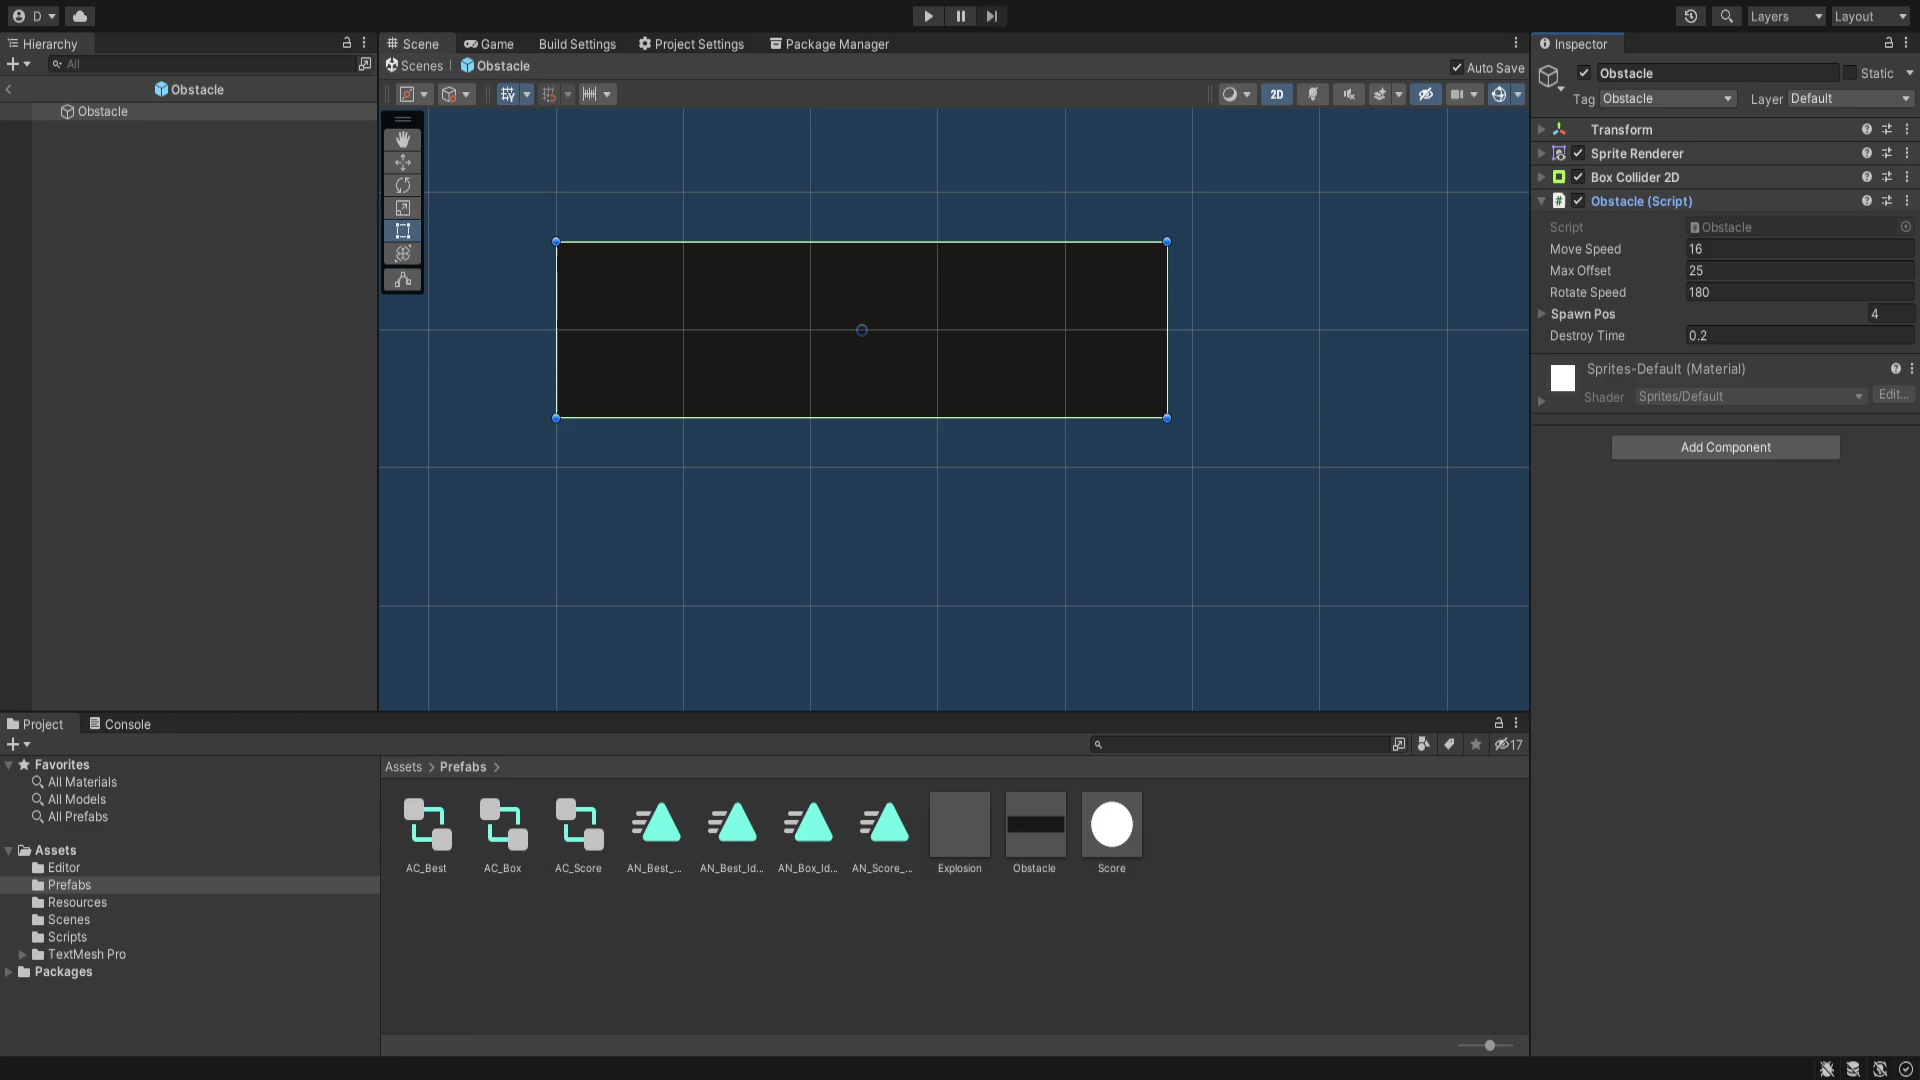 D
Layers
Layout
Hierarchy
All
Obstacle
Obstacle
Scene
Game
Build Settings
Project Settings
Package Manager
Scenes
Obstacle
Auto Save
2D
Inspector
Obstacle
Static
Tag Obstacle
Layer Default
Transform
Sprite Renderer
Box Collider 2D
#
Obstacle (Script)
Script Obstacle
Move Speed 16
Max Offset 25
Rotate Speed 180
Spawn Pos 4
Destroy Time 0.2
Sprites-Default (Material)
Shader Sprites/Default Edit...
Add Component
Project
Console
17
Favorites
All Materials
All Models
All Prefabs
Assets
Editor
Prefabs
Resources
Scenes
Scripts
TextMesh Pro
Packages
Assets > Prefabs >
AC_Best
AC_Box
AC_Score
AN_Best_...
AN_Best_Id...
AN_Box_Id...
AN_Score_...
Explosion
Obstacle
Score